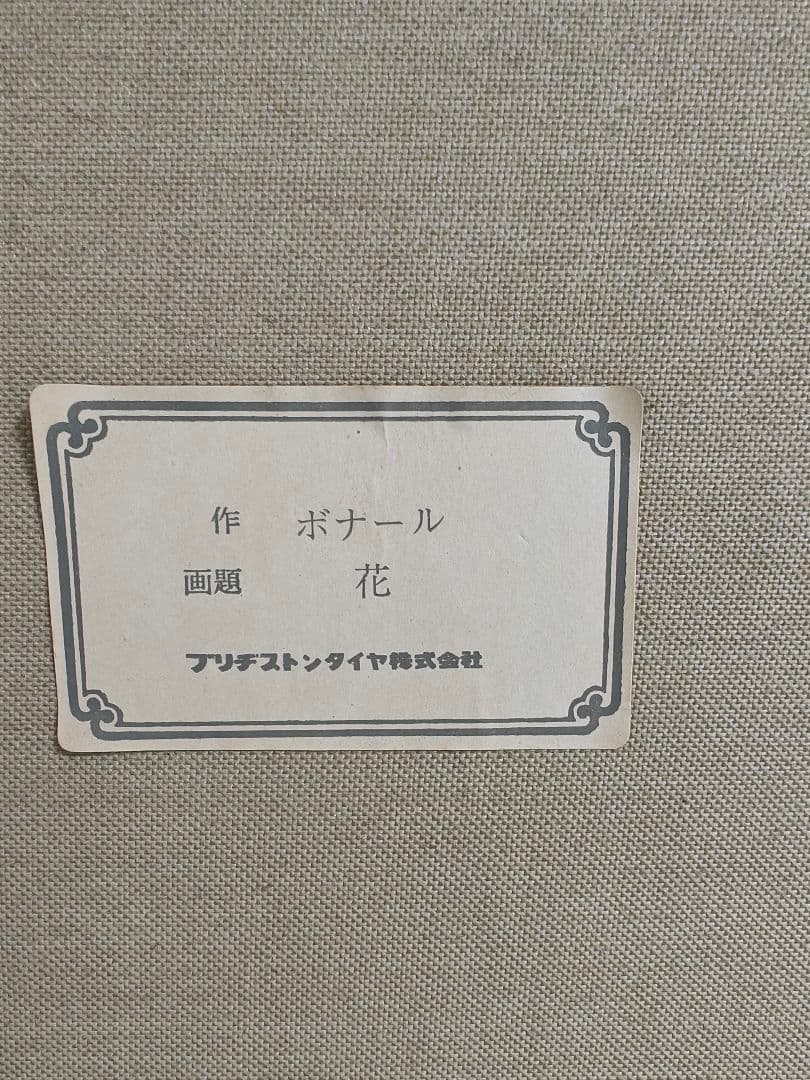 作 ボナール
画題 花
ブリヂストンタイヤ株式会社